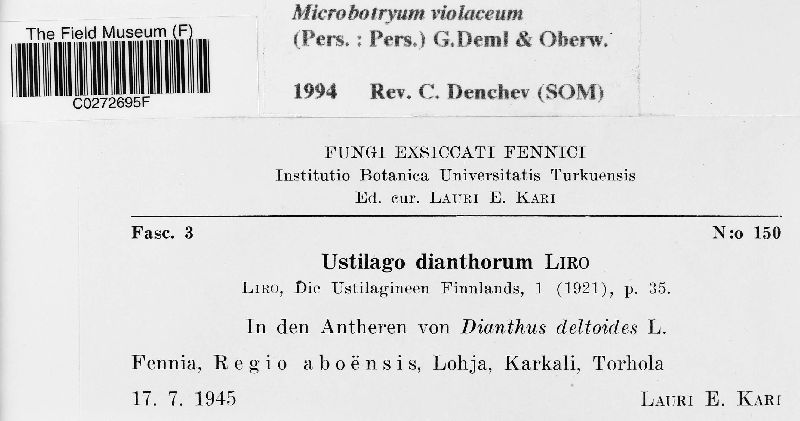 The Field Museum (F)
C0272695F
Microbotryum violaceum
(Pers. : Pers.) G.Deml & Oberw.
1994 Rev. C. Denchev (SOM)
FUNGI EXSICCATI FENNICI
Institutio Botanica Universitatis Turkuensis
Ed. cur. LAURI E. KARI
Fasc. 3 N:o 150
Ustilago dianthorum LIRO
LIRO, Die Ustilagineen Finnlands, 1 (1921), p. 35.
In den Antheren von Dianthus deltoides L.
Fennia, Regio aboënsis, Lohja, Karkali, Torhola
17. 7. 1945 LAURI E. KARI